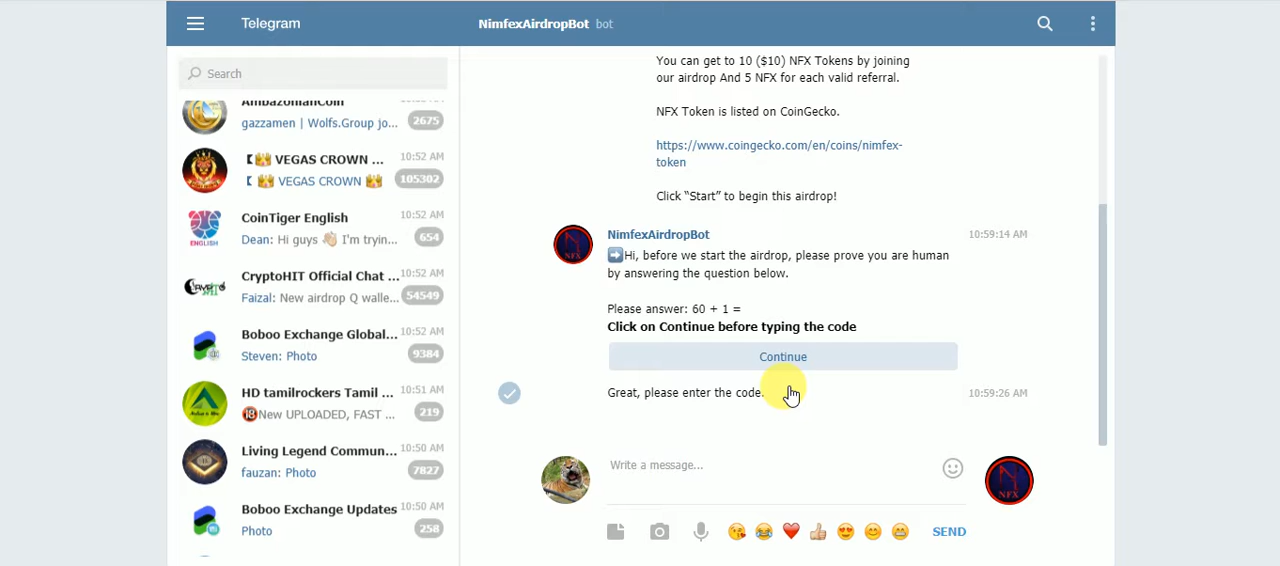 Telegram
NimfexAirdropBot bot
Search
AmbazonianCoin
gazzamen | Wolfs.Group jo... 2675
【👑 VEGAS CROWN ... 10:52 AM
【 👑 VEGAS CROWN 👑 105302
CoinTiger English 10:52 AM
ENGLISH
Dean: Hi guys 👋🏻 I'm tryin... 654
CryptoHIT Official Chat ... 10:52 AM
Faizal: New airdrop Q walle... 54549
Boboo Exchange Global... 10:52 AM
Steven: Photo 9384
HD tamilrockers Tamil ... 10:51 AM
🔞New UPLOADED, FAST ... 219
Living Legend Commun... 10:50 AM
fauzan: Photo 7827
Boboo Exchange Updates 10:50 AM
Photo 258
You can get to 10 ($10) NFX Tokens by joining
our airdrop And 5 NFX for each valid referral.
NFX Token is listed on CoinGecko.
https://www.coingecko.com/en/coins/nimfex-
token
Click “Start” to begin this airdrop!
NimfexAirdropBot 10:59:14 AM
NFX
➡️Hi, before we start the airdrop, please prove you are human
by answering the question below.
Please answer: 60 + 1 =
Click on Continue before typing the code
Continue
Great, please enter the code. 10:59:26 AM
Write a message...
NFX
SEND